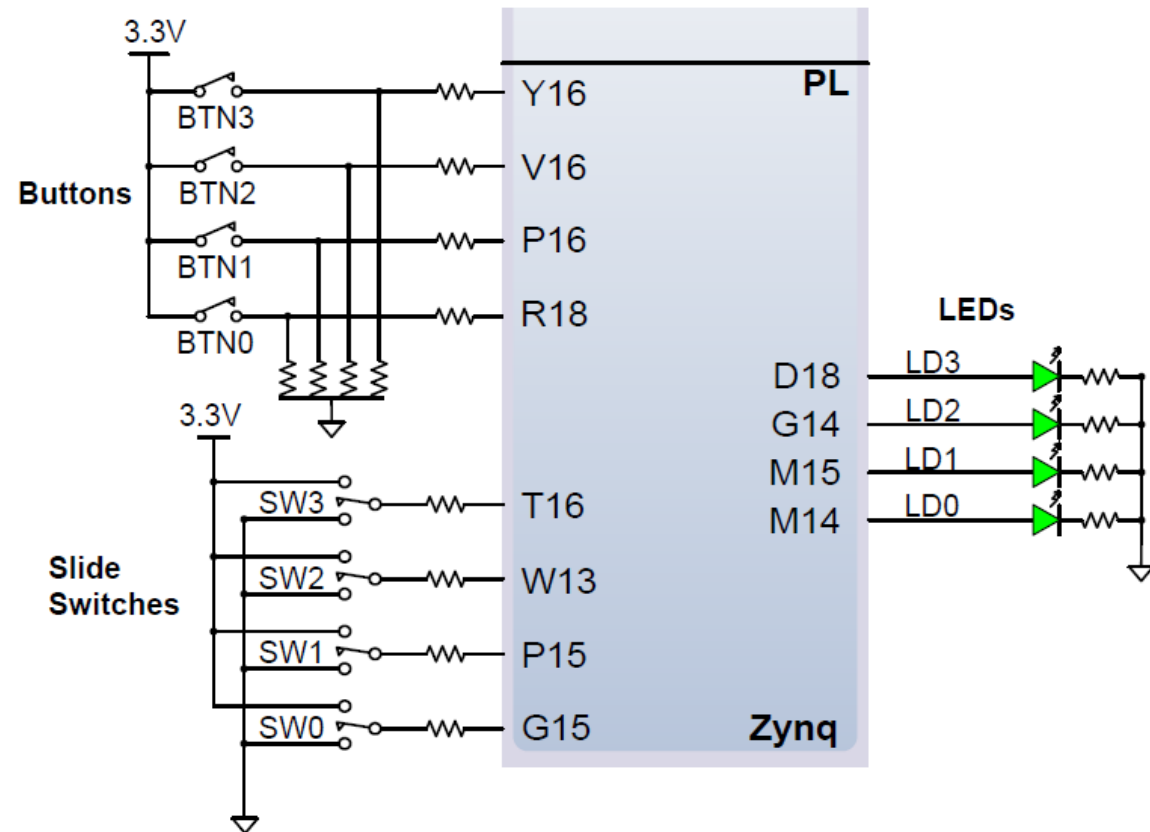 3.3V
PL
BTN3
Y16
BTN2
V16
Buttons
BTN1
P16
BTN0
R18
LEDs
D18
LD3
G14
LD2
M15
LD1
M14
LD0
3.3V
SW3
T16
Slide
Switches
SW2
W13
SW1
P15
SW0
G15
Zynq